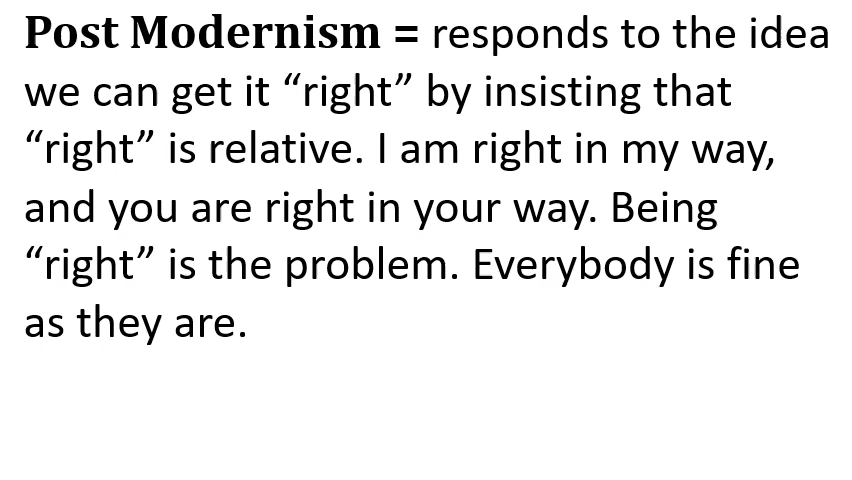 Post Modernism = responds to the idea
we can get it “right” by insisting that
“right” is relative. I am right in my way,
and you are right in your way. Being
“right” is the problem. Everybody is fine
as they are.